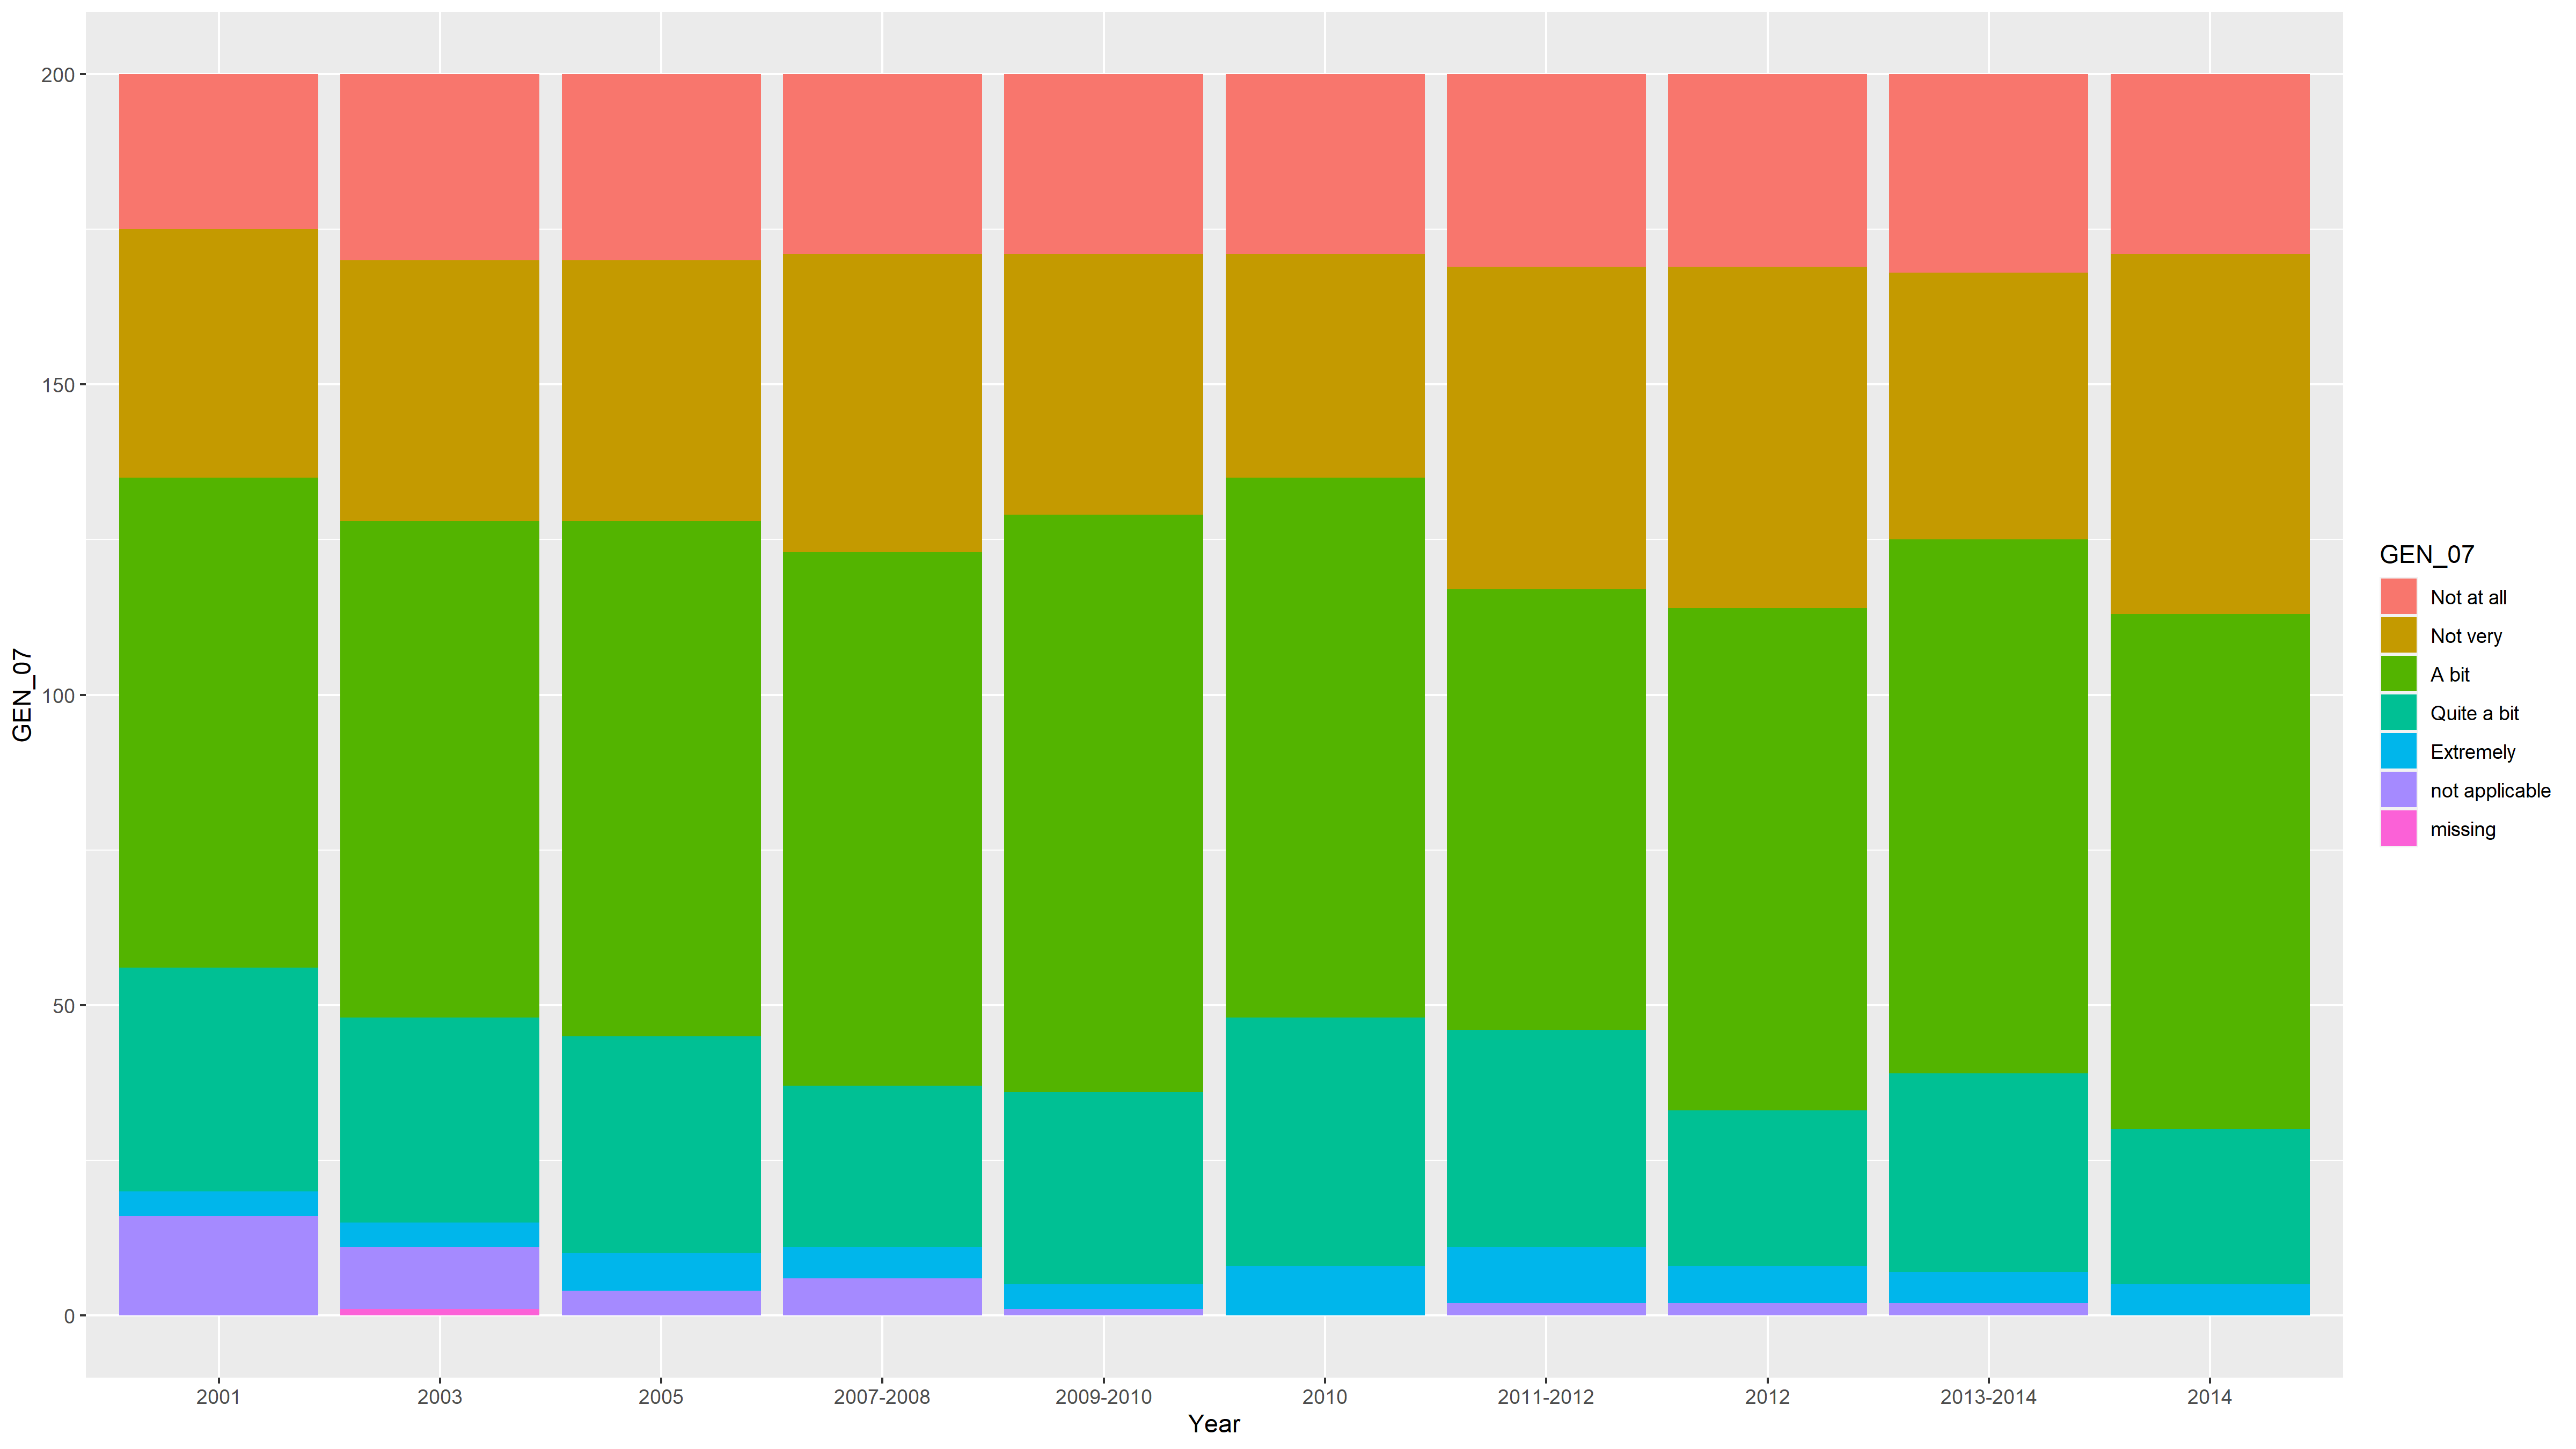 200
150
100
50
0
GEN_07
2001 2003 2005 2007-2008 2009-2010 2010 2011-2012 2012 2013-2014 2014
Year
GEN_07
Not at all
Not very
A bit
Quite a bit
Extremely
not applicable
missing